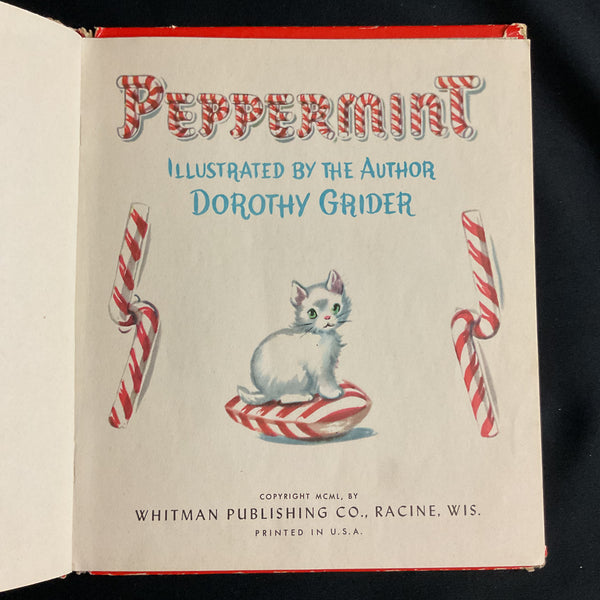 PEPPERMINT
ILLUSTRATED BY THE AUTHOR
DOROTHY GRIDER
COPYRIGHT MCML, BY
WHITMAN PUBLISHING CO., RACINE, WIS.
PRINTED IN U.S.A.